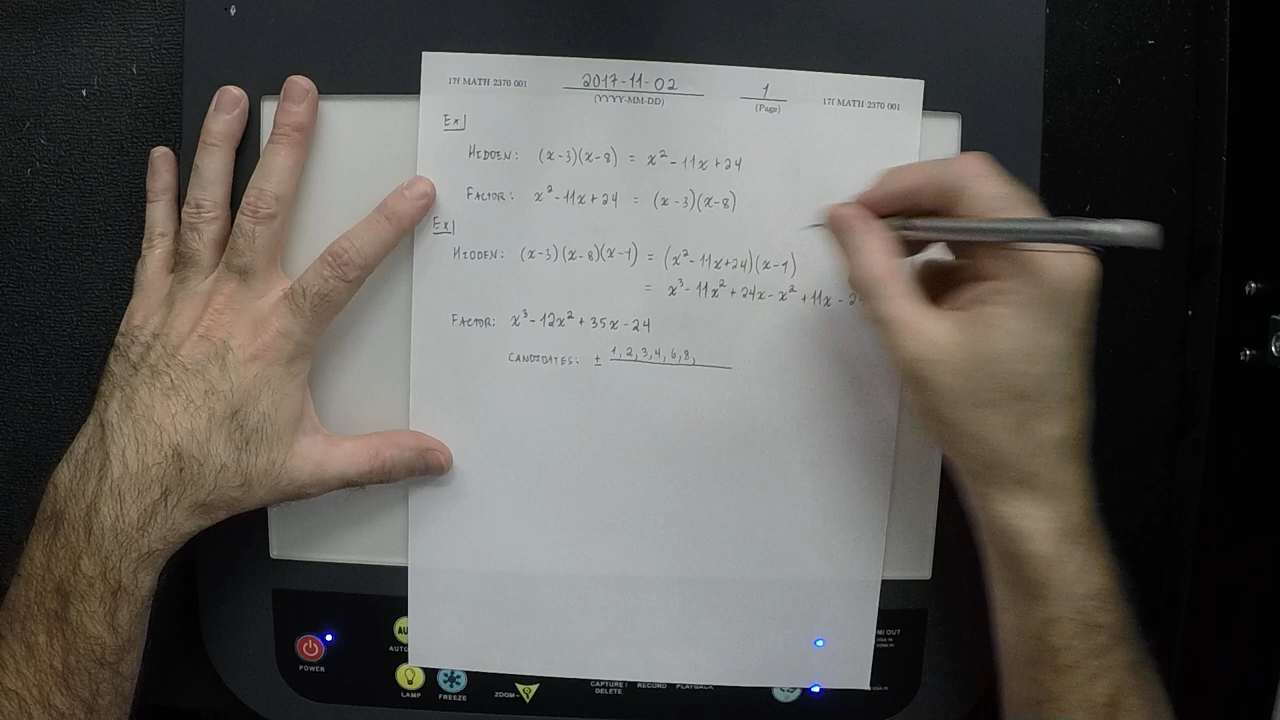 17f MATH 2370 001 2017-11-02 1 17f MATH 2370 001
(YYYY-MM-DD) (Page)
Ex
HIDDEN: (x-3)(x-8) = x² - 11x + 24
FACTOR: x² - 11x + 24 = (x-3)(x-8)
Ex
HIDDEN: (x-3)(x-8)(x-1) = (x² - 11x + 24)(x-1)
= x³ - 11x² + 24x - x² + 11x - 2
FACTOR: x³ - 12x² + 35x - 24
CANDIDATES: ± 1, 2, 3, 4, 6, 8,
POWER
LAMP
FREEZE
ZOOM
CAPTURE / DELETE
RECORD
PLAYBACK